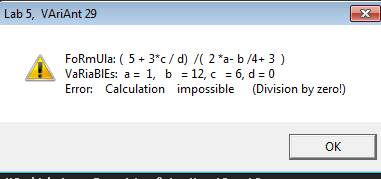 Lab 5, VAriAnt 29
FoRmUla: ( 5 + 3*c / d) /( 2 *a- b /4+ 3 )
VaRiaBlEs: a = 1, b = 12, c = 6, d = 0
Error: Calculation impossible (Division by zero!)
OK